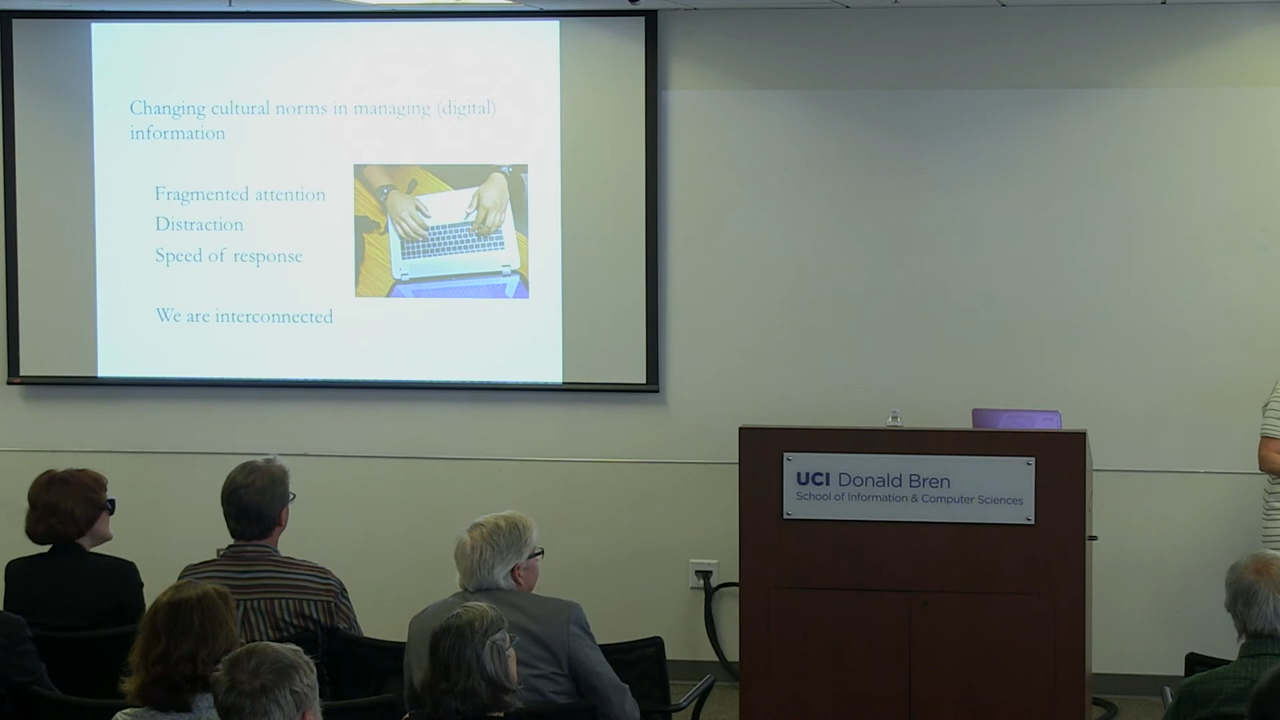 Changing cultural norms in managing (digital)
information
Fragmented attention
Distraction
Speed of response
We are interconnected
UCI Donald Bren
School of Information & Computer Sciences